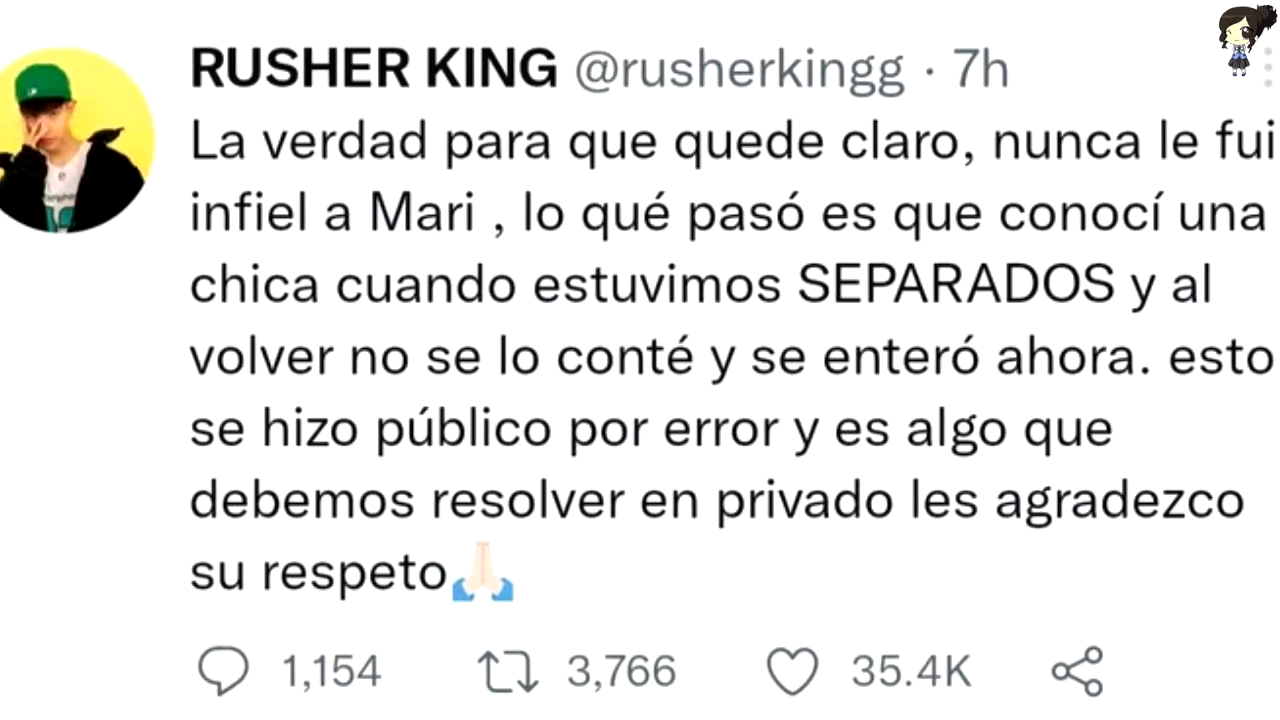 RUSHER KING @rusherkingg · 7h
La verdad para que quede claro, nunca le fui
infiel a Mari , lo qué pasó es que conocí una
chica cuando estuvimos SEPARADOS y al
volver no se lo conté y se enteró ahora. esto
se hizo público por error y es algo que
debemos resolver en privado les agradezco
su respeto🙏🏻
1,154 3,766 35.4K